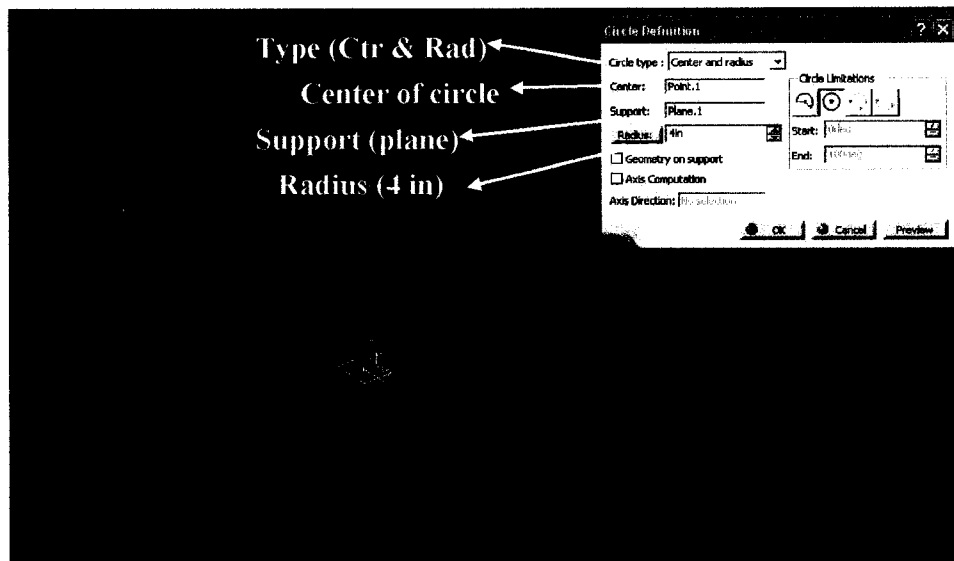 Type (Ctr & Rad)
Center of circle
Support (plane)
Radius (4 in)
Circle Definition
? X
Circle type : Center and radius
Center: Point.1
Support: Plane.1
Radius: 4in
Geometry on support
Axis Computation
Axis Direction: No selection
Circle Limitations
Start:
End:
OK Cancel Preview